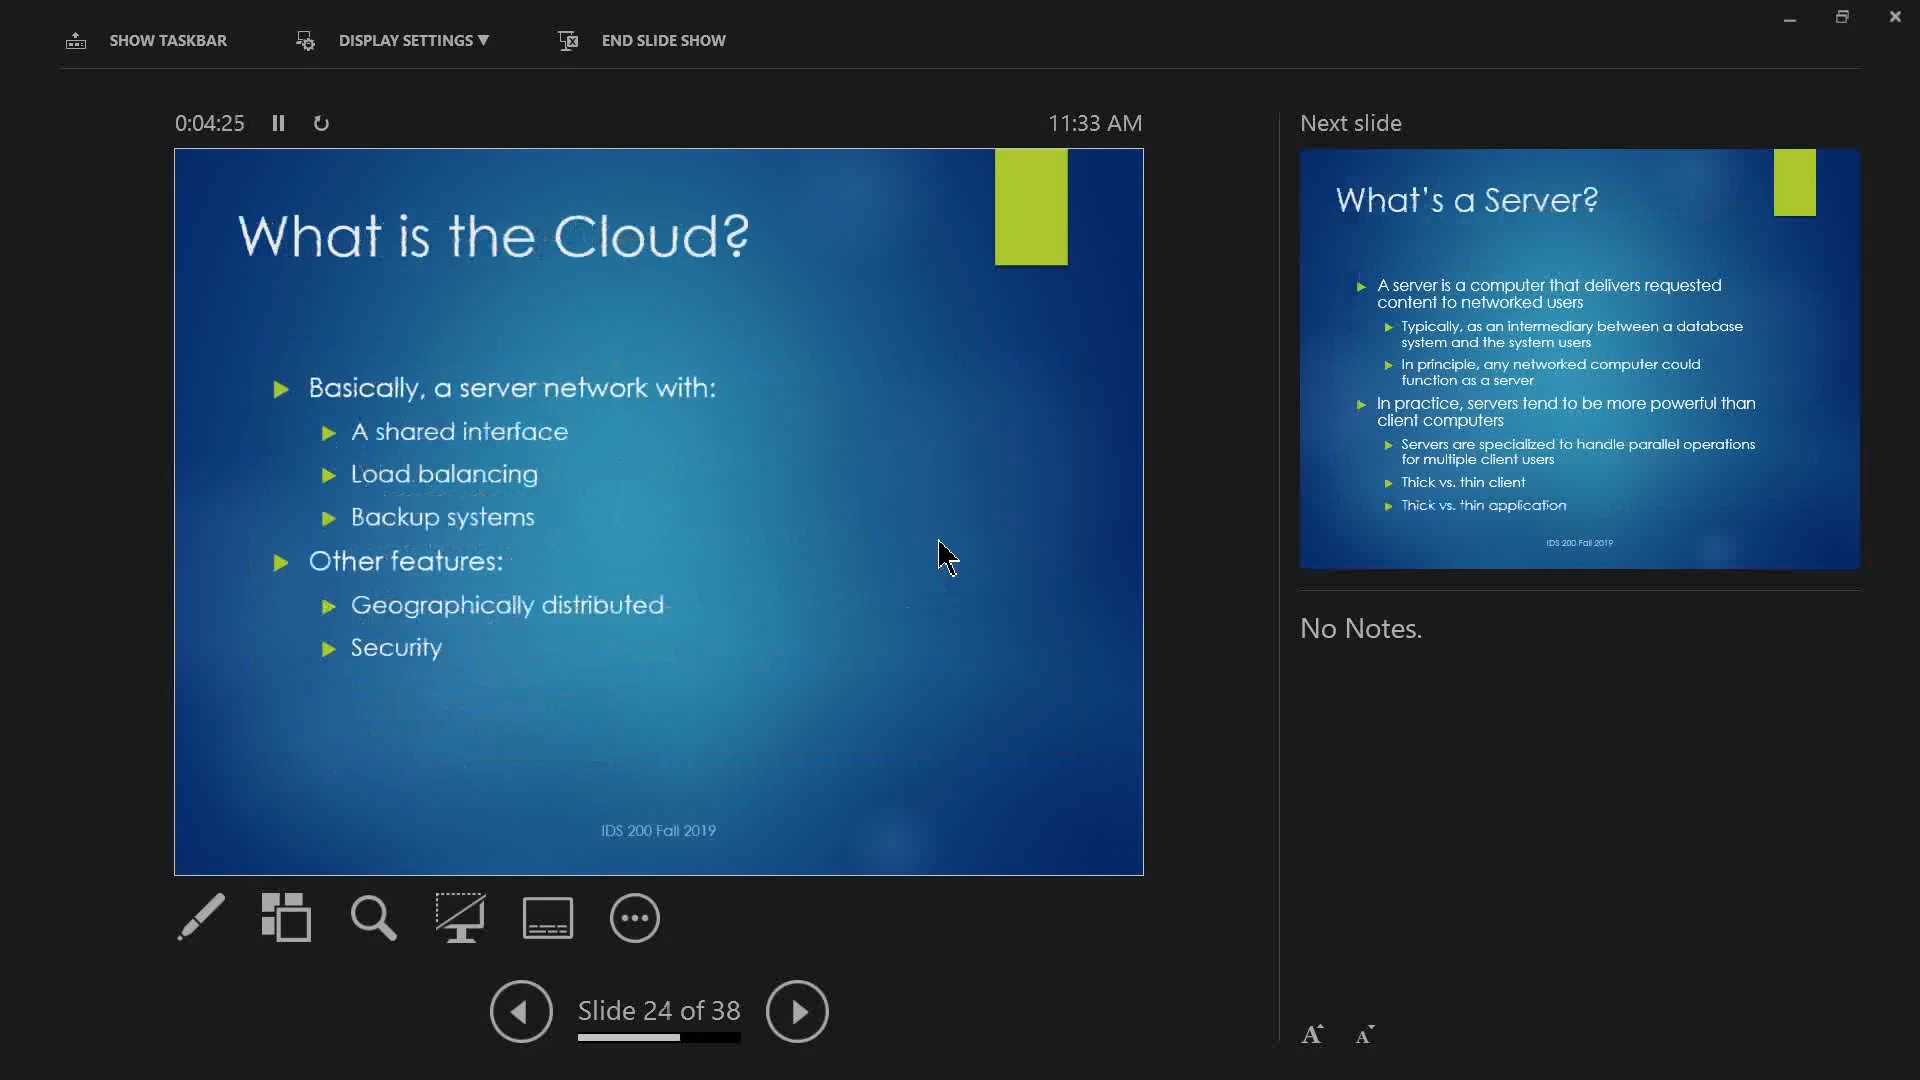 SHOW TASKBAR
DISPLAY SETTINGS ▼
END SLIDE SHOW
0:04:25
11:33 AM
What is the Cloud?
Basically, a server network with:
A shared interface
Load balancing
Backup systems
Other features:
Geographically distributed
Security
IDS 200 Fall 2019
Slide 24 of 38
Next slide
What's a Server?
A server is a computer that delivers requested
content to networked users
Typically, as an intermediary between a database
system and the system users
In principle, any networked computer could
function as a server
In practice, servers tend to be more powerful than
client computers
Servers are specialized to handle parallel operations
for multiple client users
Thick vs. thin client
Thick vs. thin application
IDS 200 Fall 2019
No Notes.
A A